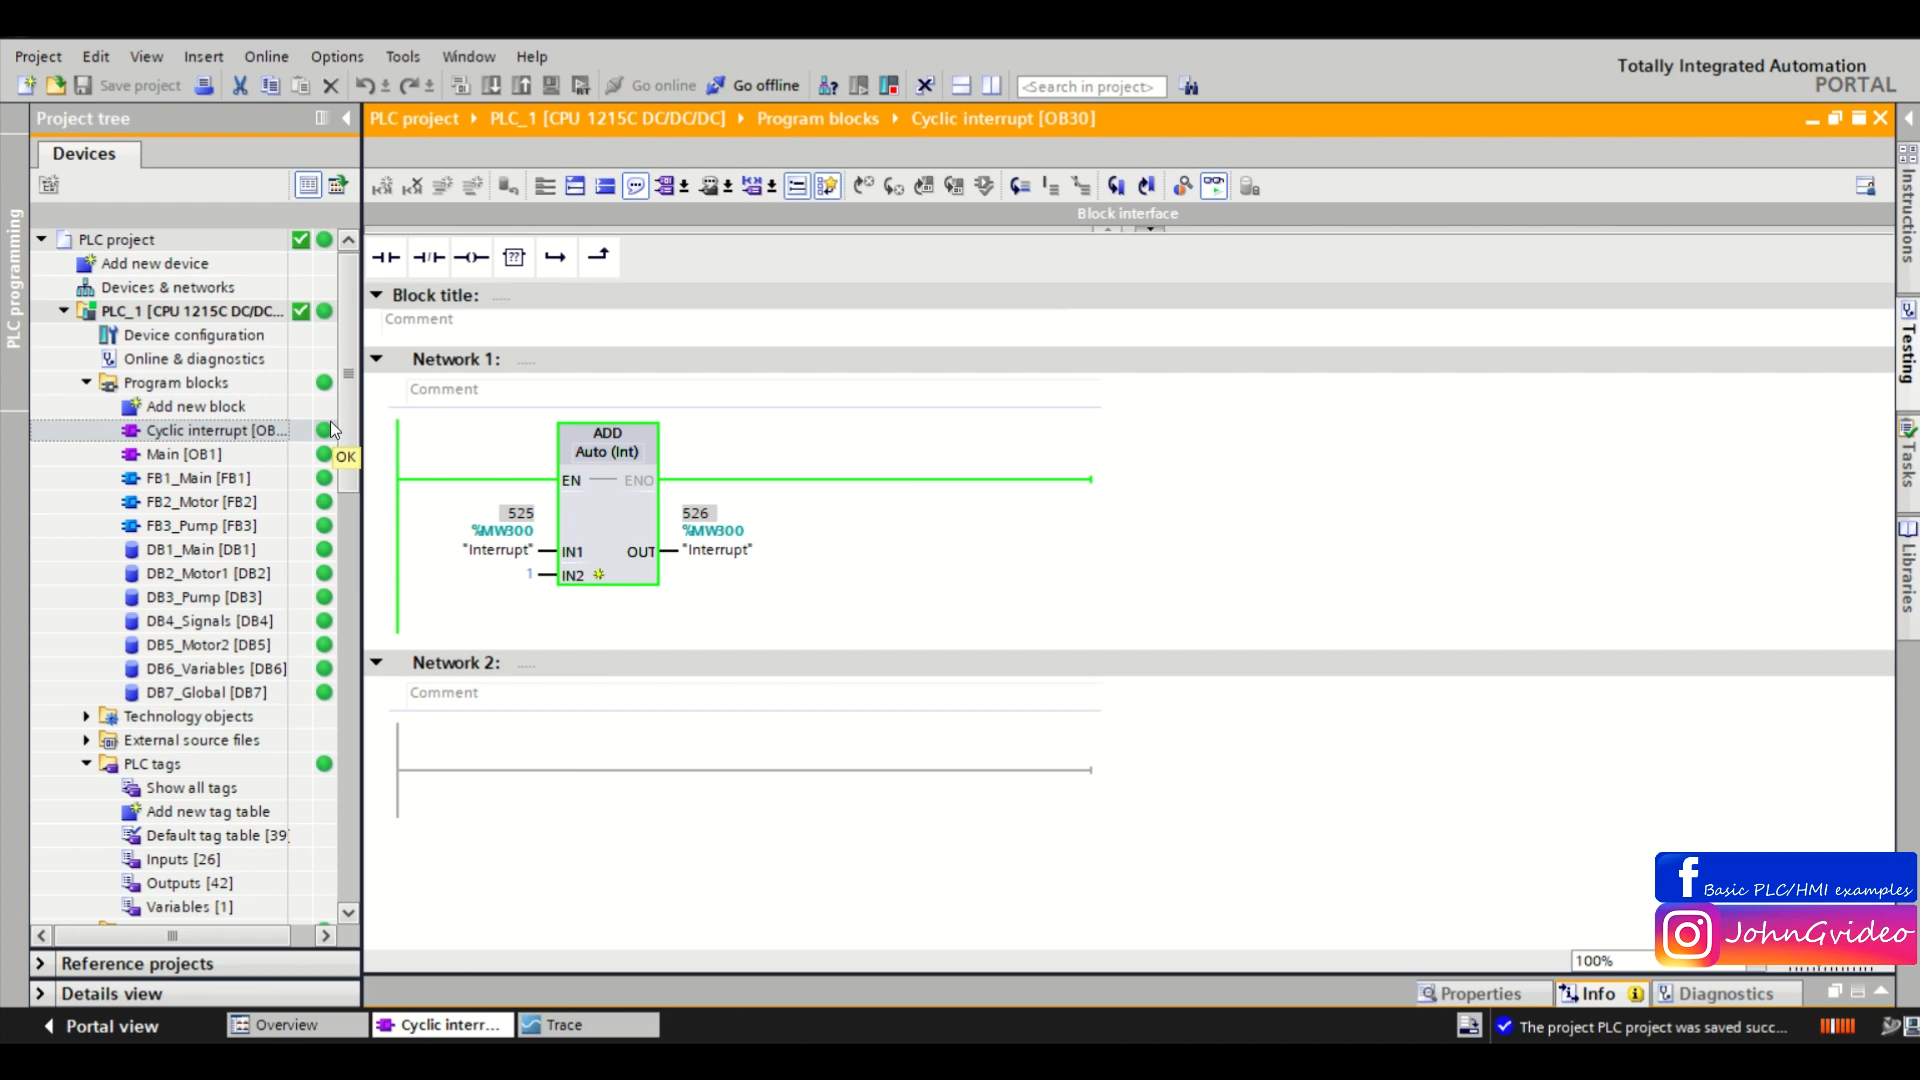 Project Edit View Insert Online Options Tools Window Help
Totally Integrated Automation
PORTAL
Save project Go online Go offline <Search in project>
Project tree
PLC project PLC_1 [CPU 1215C DC/DC/DC] Program blocks Cyclic interrupt [OB30]
Devices
PLC programming
Block interface
PLC project
Add new device
Devices & networks
PLC_1 [CPU 1215C DC/DC...
Device configuration
Online & diagnostics
Program blocks
Add new block
Cyclic interrupt [OB...
Main [OB1]
OK
FB1_Main [FB1]
FB2_Motor [FB2]
FB3_Pump [FB3]
DB1_Main [DB1]
DB2_Motor1 [DB2]
DB3_Pump [DB3]
DB4_Signals [DB4]
DB5_Motor2 [DB5]
DB6_Variables [DB6]
DB7_Global [DB7]
Technology objects
External source files
PLC tags
Show all tags
Add new tag table
Default tag table [39]
Inputs [26]
Outputs [42]
Variables [1]
Reference projects
Details view
??
Block title: .....
Comment
Network 1: .....
Comment
ADD
Auto (Int)
EN ENO
525 526
%MW300 %MW300
"Interrupt" IN1 OUT "Interrupt"
1 IN2
Network 2: .....
Comment
Instructions
Testing
Tasks
Libraries
Basic PLC/HMI examples
JohnGvideo
100%
Properties Info Diagnostics
Portal view Overview Cyclic interr... Trace The project PLC project was saved succ...